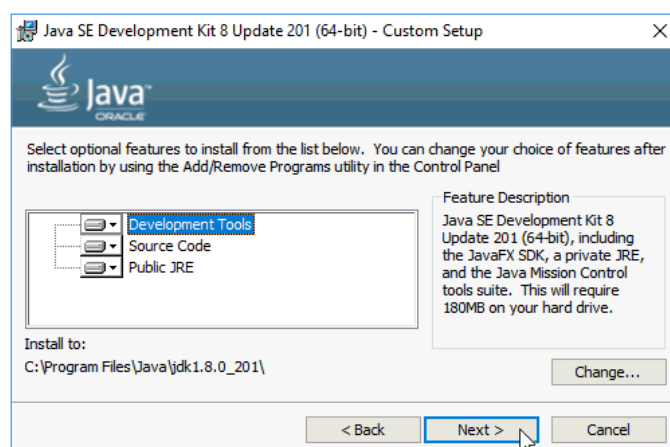 Java SE Development Kit 8 Update 201 (64-bit) - Custom Setup
Java™
ORACLE
Select optional features to install from the list below. You can change your choice of features after
installation by using the Add/Remove Programs utility in the Control Panel
Development Tools
Source Code
Public JRE
Feature Description
Java SE Development Kit 8
Update 201 (64-bit), including
the JavaFX SDK, a private JRE,
and the Java Mission Control
tools suite. This will require
180MB on your hard drive.
Install to:
C:\Program Files\Java\jdk1.8.0_201\
Change...
< Back
Next >
Cancel